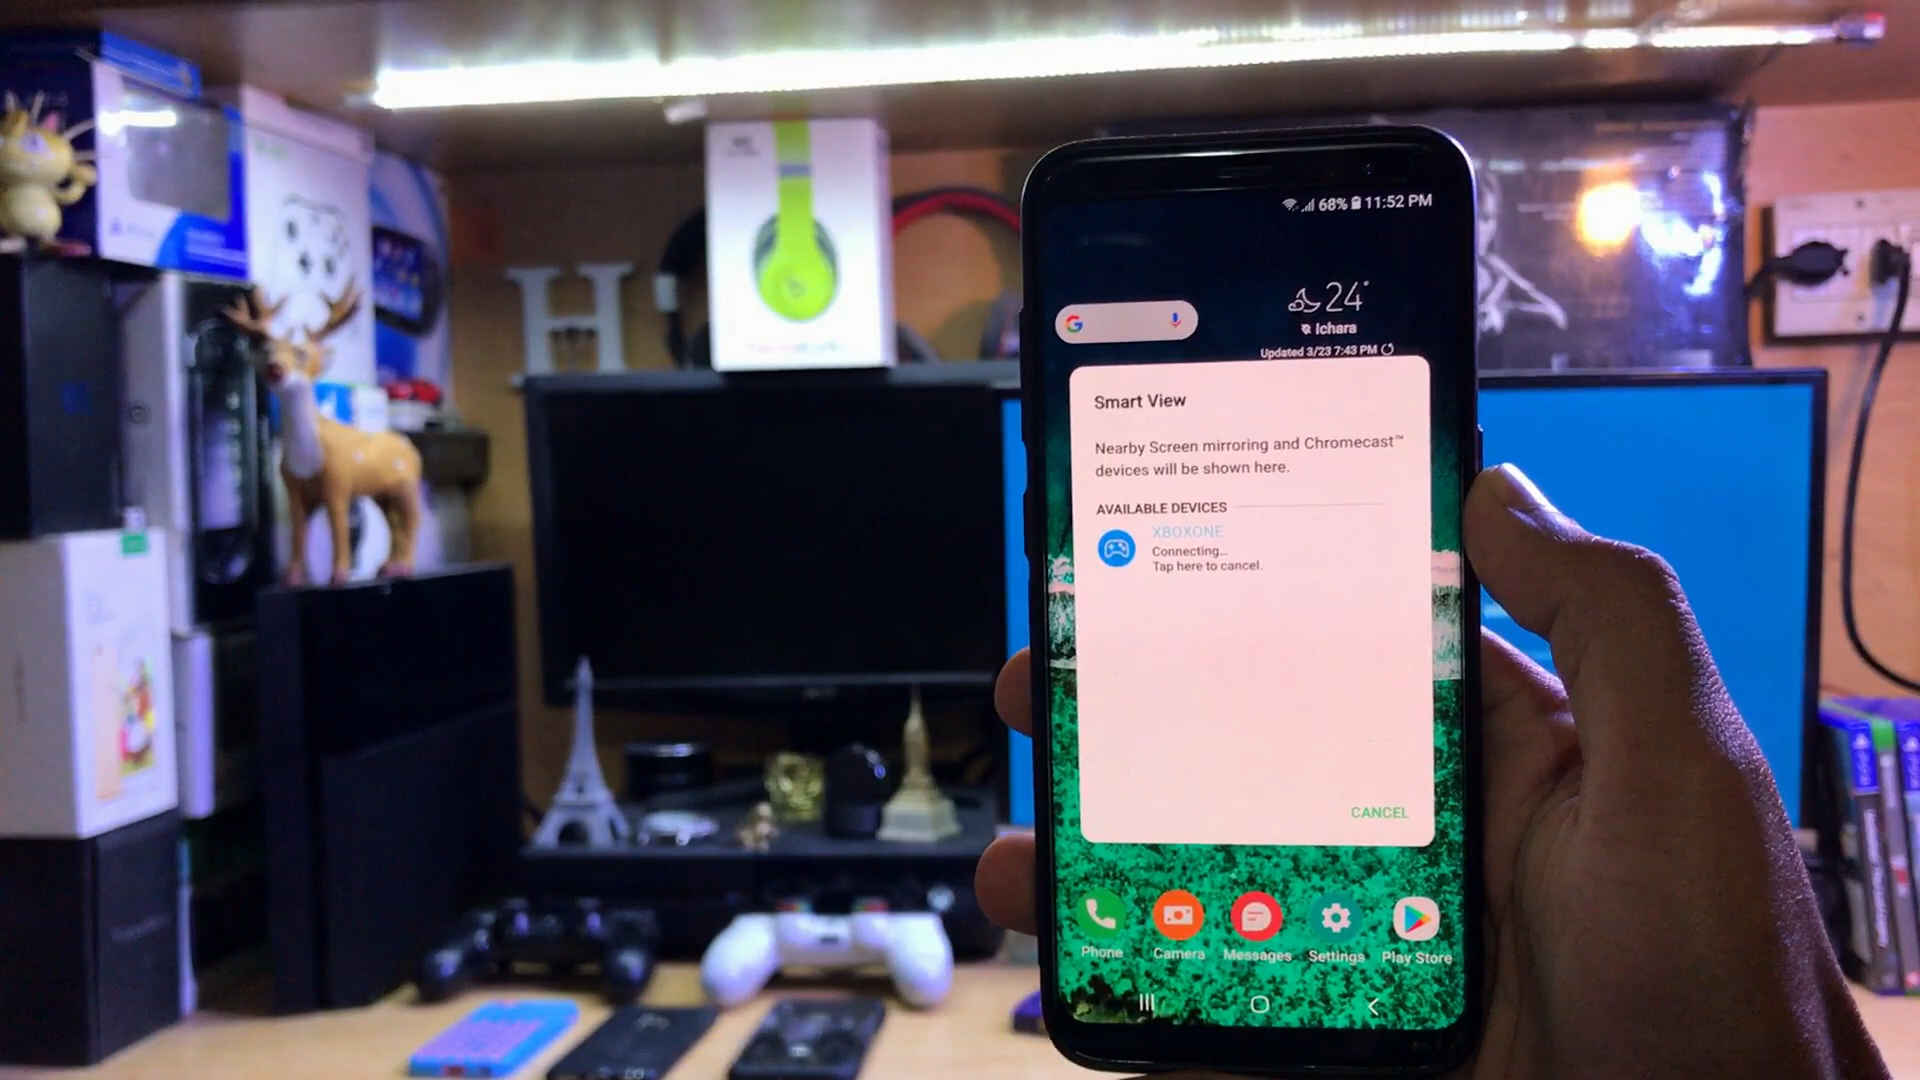 68% 11:52 PM
24°
Ichara
Updated 3/23 7:43 PM
Smart View
Nearby Screen mirroring and Chromecast™
devices will be shown here.
AVAILABLE DEVICES
XBOXONE
Connecting...
Tap here to cancel.
CANCEL
Phone Camera Messages Settings Play Store
H